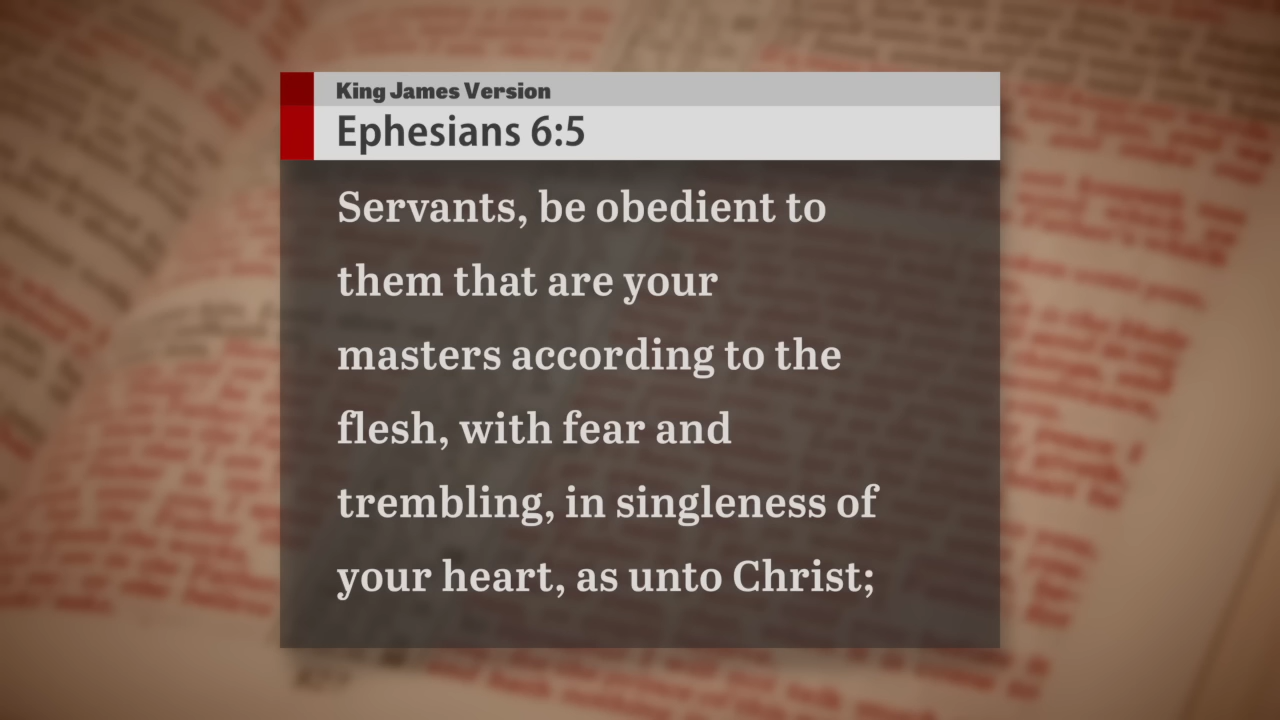 King James Version
Ephesians 6:5
Servants, be obedient to
them that are your
masters according to the
flesh, with fear and
trembling, in singleness of
your heart, as unto Christ;